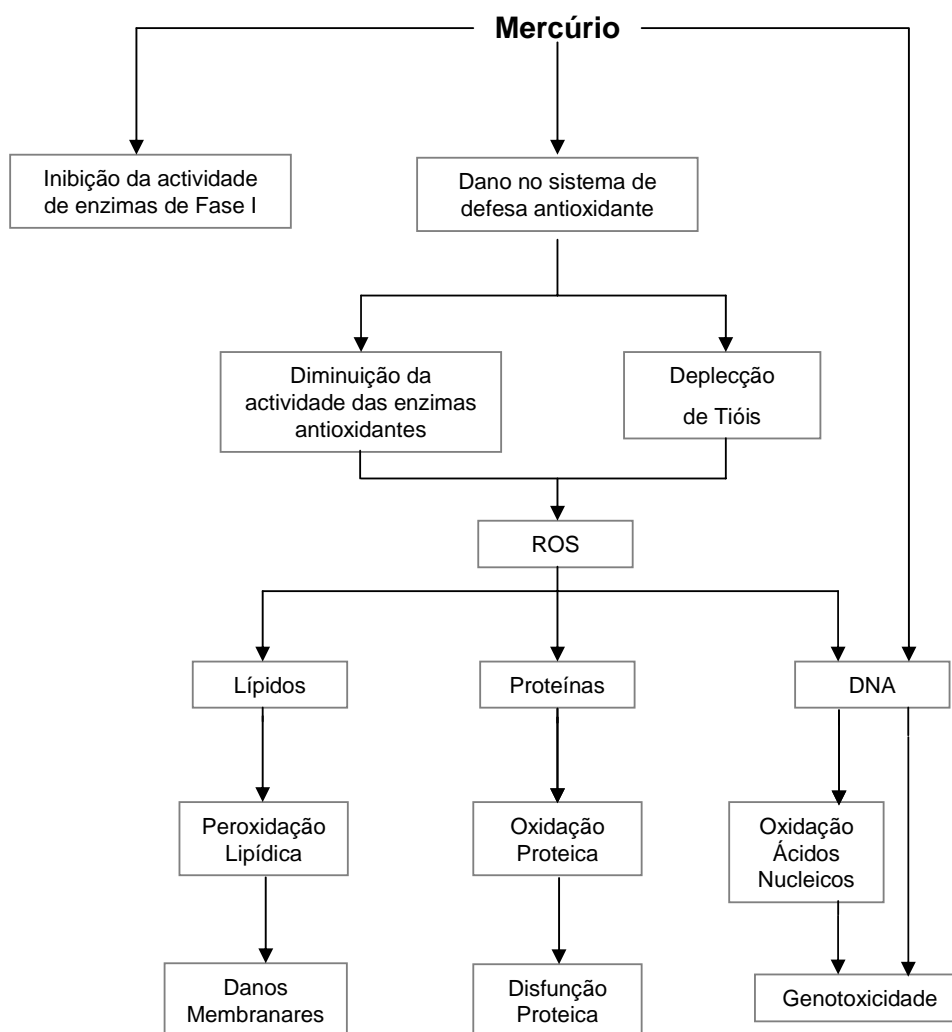 Mercúrio
Inibição da actividade
de enzimas de Fase I
Dano no sistema de
defesa antioxidante
Diminuição da
actividade das enzimas
antioxidantes
Deplecção
de Tióis
ROS
Lípidos
Proteínas
DNA
Peroxidação
Lipídica
Oxidação
Proteica
Oxidação
Ácidos
Nucleicos
Danos
Membranares
Disfunção
Proteica
Genotoxicidade